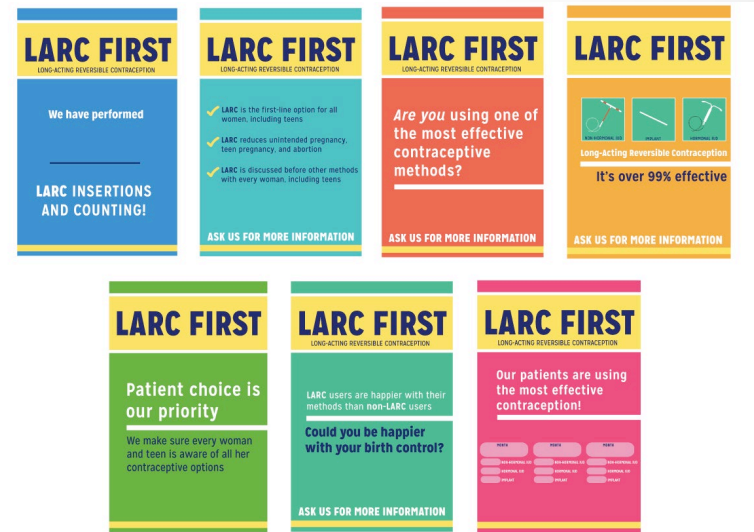 LARC FIRST
LONG-ACTING REVERSIBLE CONTRACEPTION
We have performed
LARC INSERTIONS
AND COUNTING!
LARC FIRST
LONG-ACTING REVERSIBLE CONTRACEPTION
LARC is the first-line option for all
women, including teens
LARC reduces unintended pregnancy,
teen pregnancy, and abortion
LARC is discussed before other methods
with every woman, including teens
ASK US FOR MORE INFORMATION
LARC FIRST
LONG-ACTING REVERSIBLE CONTRACEPTION
Are you using one of
the most effective
contraceptive
methods?
ASK US FOR MORE INFORMATION
LARC FIRST
NON-HORMONAL IUD
IMPLANT
HORMONAL IUD
Long-Acting Reversible Contraception
It's over 99% effective
ASK US FOR MORE INFORMATION
LARC FIRST
Patient choice is
our priority
We make sure every woman
and teen is aware of all her
contraceptive options
LARC FIRST
LONG-ACTING REVERSIBLE CONTRACEPTION
LARC users are happier with their
methods than non-LARC users
Could you be happier
with your birth control?
ASK US FOR MORE INFORMATION
LARC FIRST
LONG-ACTING REVERSIBLE CONTRACEPTION
Our patients are using
the most effective
contraception!
MONTH MONTH MONTH
NON-HORMONAL IUD NON-HORMONAL IUD NON-HORMONAL IUD
HORMONAL IUD HORMONAL IUD HORMONAL IUD
IMPLANT IMPLANT IMPLANT